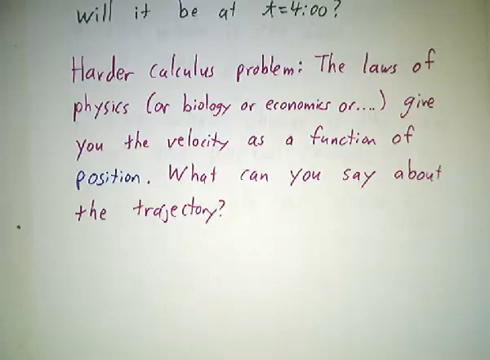 will it be at t=4:00?
Harder calculus problem: The laws of
physics (or biology or economics or....) give
you the velocity as a function of
position. What can you say about
the trajectory?